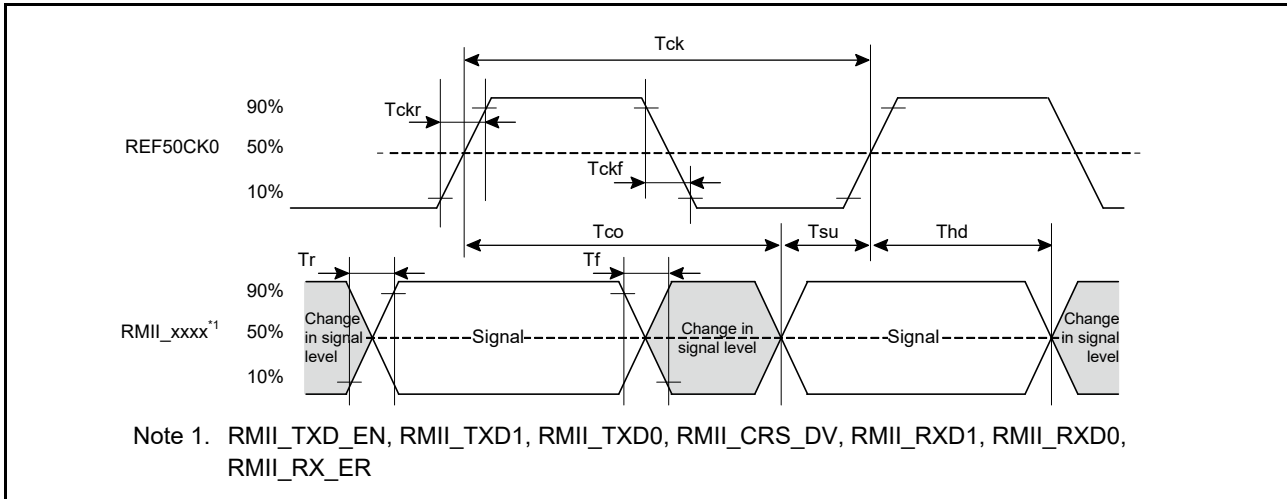 Tck
90%
Tckr
REF50CK0
50%
Tckf
10%
Tco
Tsu
Thd
Tr
Tf
90%
RMII_xxxx*1
50%
10%
Change
in signal
level
Signal
Change in
signal level
Signal
Change
in signal
level
Note 1. RMII_TXD_EN, RMII_TXD1, RMII_TXD0, RMII_CRS_DV, RMII_RXD1, RMII_RXD0,
RMII_RX_ER